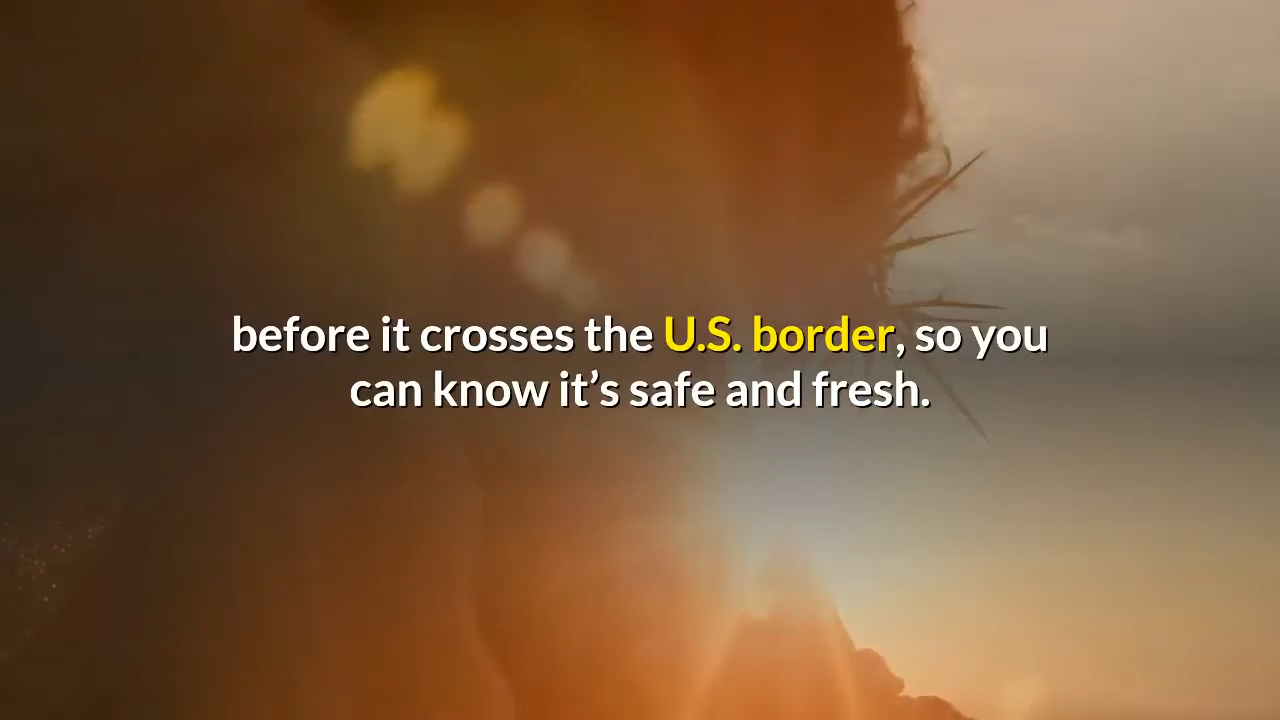 before it crosses the U.S. border, so you
can know it’s safe and fresh.